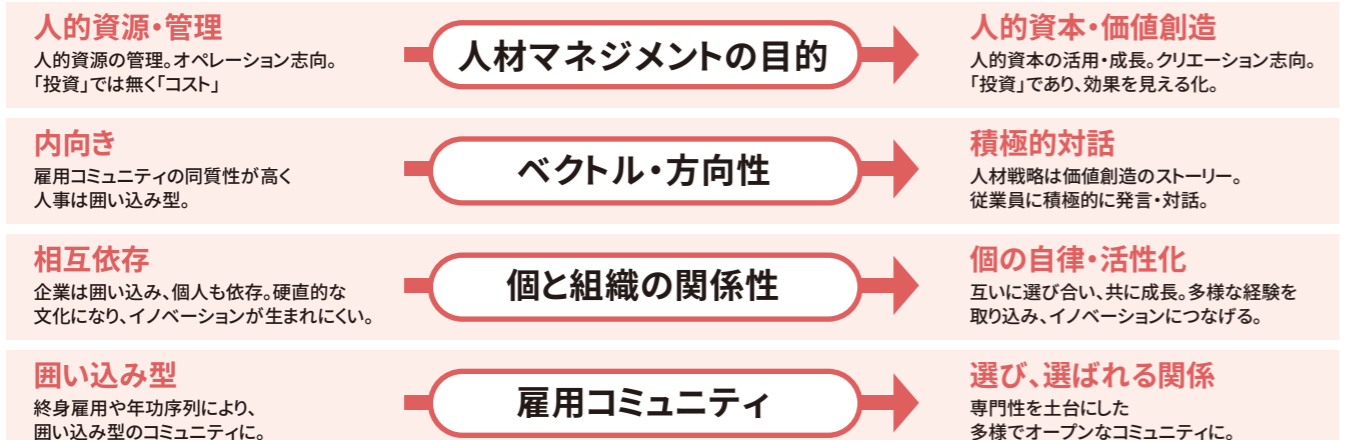 人的資源・管理
人的資源の管理。オペレーション志向。
「投資」では無く「コスト」
人材マネジメントの目的
人的資本・価値創造
人的資本の活用・成長。クリエーション志向。
「投資」であり、効果を見える化。
内向き
雇用コミュニティの同質性が高く
人事は囲い込み型。
ベクトル・方向性
積極的対話
人材戦略は価値創造のストーリー。
従業員に積極的に発言・対話。
相互依存
企業は囲い込み、個人も依存。硬直的な
文化になり、イノベーションが生まれにくい。
個と組織の関係性
個の自律・活性化
互いに選び合い、共に成長。多様な経験を
取り込み、イノベーションにつなげる。
囲い込み型
終身雇用や年功序列により、
囲い込み型のコミュニティに。
雇用コミュニティ
選び、選ばれる関係
専門性を土台にした
多様でオープンなコミュニティに。